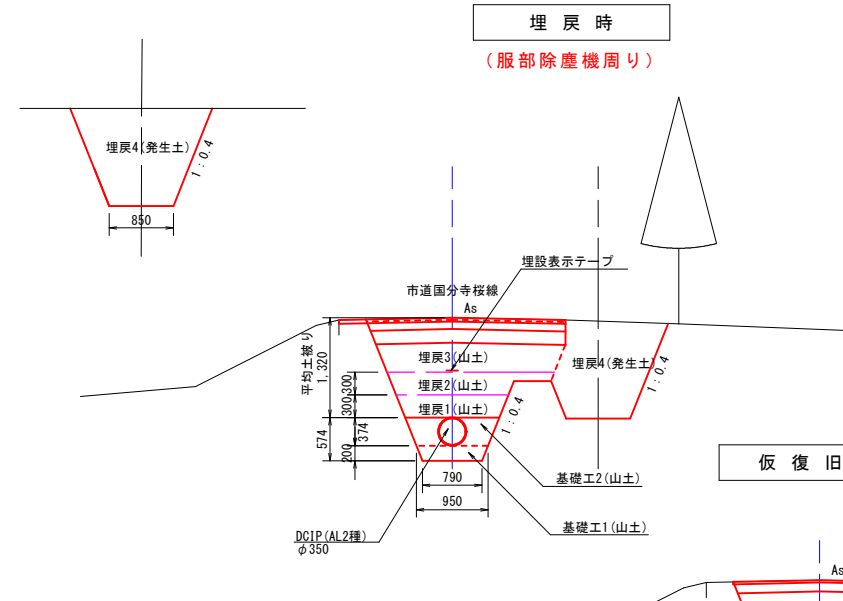 埋戻時
(服部除塵機周り)
埋戻4(発生土)
1:0.4
850
埋設表示テープ
市道国分寺桜線
As
平均土被り
1,320
埋戻3(山土)
埋戻4(発生土)
1:0.4
300
埋戻2(山土)
300
埋戻1(山土)
1:0.4
574
374
200
790
950
基礎工2(山土)
基礎工1(山土)
DCIP(AL2種)
φ350
仮復旧
As